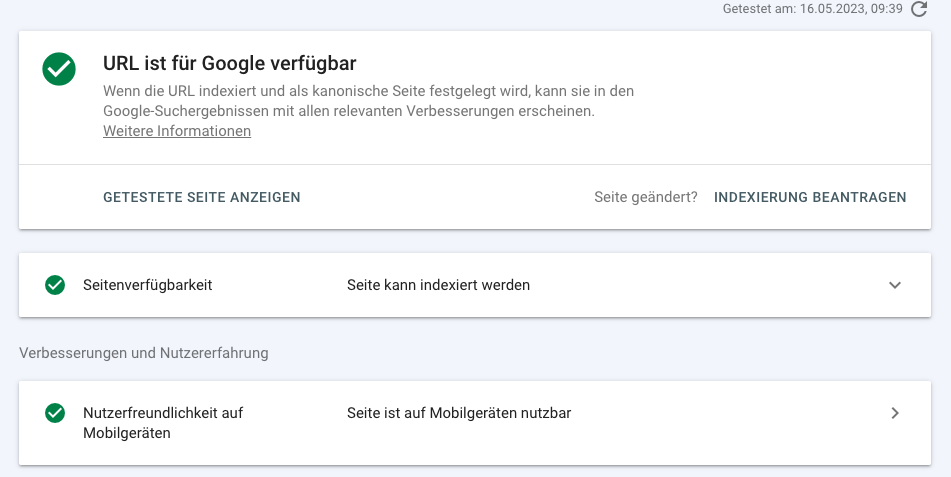 Getestet am: 16.05.2023, 09:39
URL ist für Google verfügbar
Wenn die URL indexiert und als kanonische Seite festgelegt wird, kann sie in den
Google-Suchergebnissen mit allen relevanten Verbesserungen erscheinen.
Weitere Informationen
GETESTETE SEITE ANZEIGEN
Seite geändert? INDEXIERUNG BEANTRAGEN
Seitenverfügbarkeit
Seite kann indexiert werden
Verbesserungen und Nutzererfahrung
Nutzerfreundlichkeit auf
Mobilgeräten
Seite ist auf Mobilgeräten nutzbar